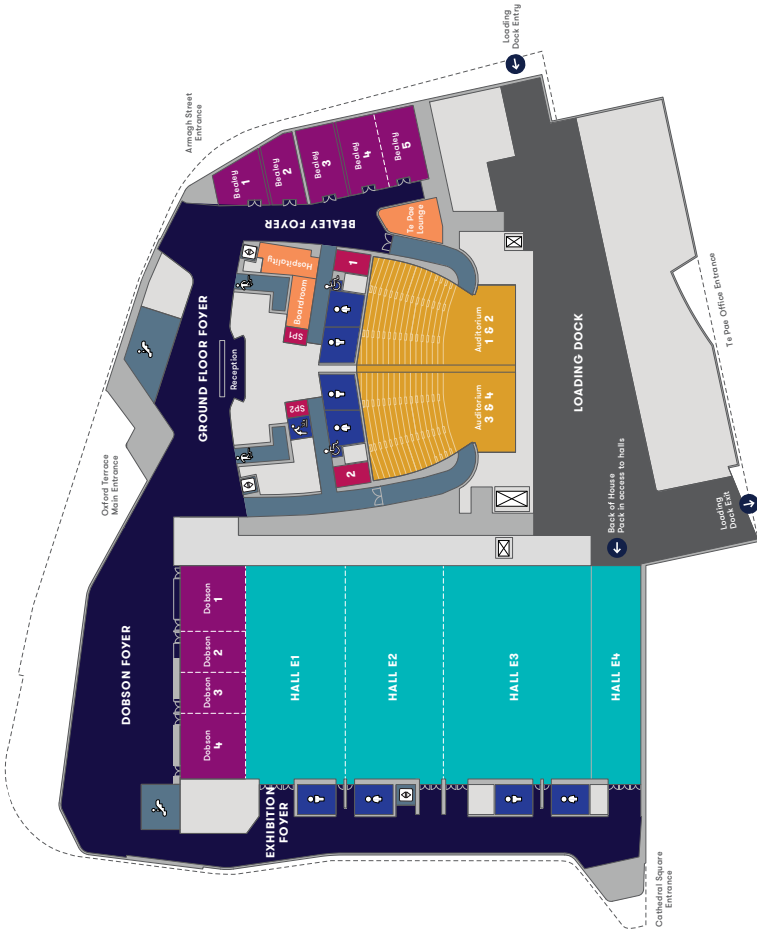 Loading
Dock Entry
Armagh Street
Entrance
Bealey
1
Bealey
2
Bealey
3
Bealey
4
Bealey
5
BEALEY FOYER
Te Pae
Lounge
Hospitality
Boardroom
SP1
1
GROUND FLOOR FOYER
Reception
Auditorium
1 & 2
Auditorium
3 & 4
SP2
2
LOADING DOCK
Te Pae Office Entrance
Oxford Terrace
Main Entrance
Back of House
Pack in access to halls
Loading
Dock Exit
DOBSON FOYER
Dobson
1
Dobson
2
Dobson
3
Dobson
4
HALL E1
HALL E2
HALL E3
HALL E4
EXHIBITION
FOYER
Cathedral Square
Entrance